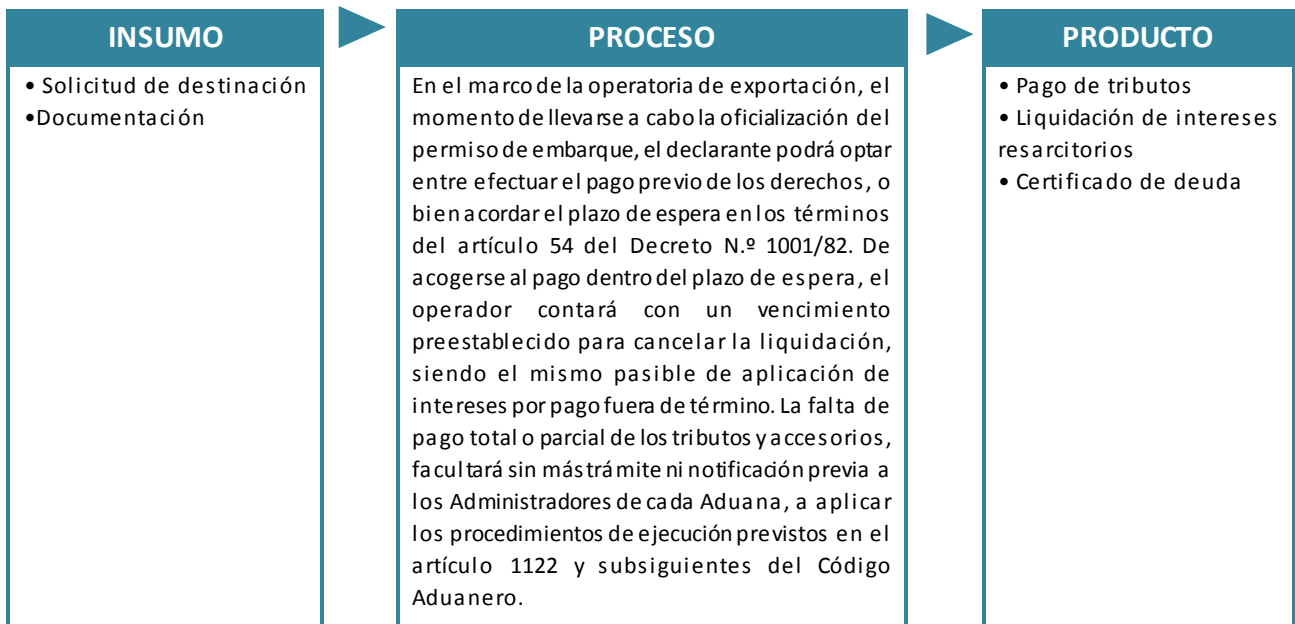 INSUMO
• Solicitud de destinación
•Documentación
PROCESO
En el marco de la operatoria de exportación, el
momento de llevarse a cabo la oficialización del
permiso de embarque, el declarante podrá optar
entre efectuar el pago previo de los derechos, o
bien acordar el plazo de espera en los términos
del artículo 54 del Decreto N.º 1001/82. De
acogerse al pago dentro del plazo de espera, el
operador contará con un vencimiento
preestablecido para cancelar la liquidación,
siendo el mismo pasible de aplicación de
intereses por pago fuera de término. La falta de
pago total o parcial de los tributos y accesorios,
facultará sin más trámite ni notificación previa a
los Administradores de cada Aduana, a aplicar
los procedimientos de ejecución previstos en el
artículo 1122 y subsiguientes del Código
Aduanero.
PRODUCTO
• Pago de tributos
• Liquidación de intereses
resarcitorios
• Certificado de deuda